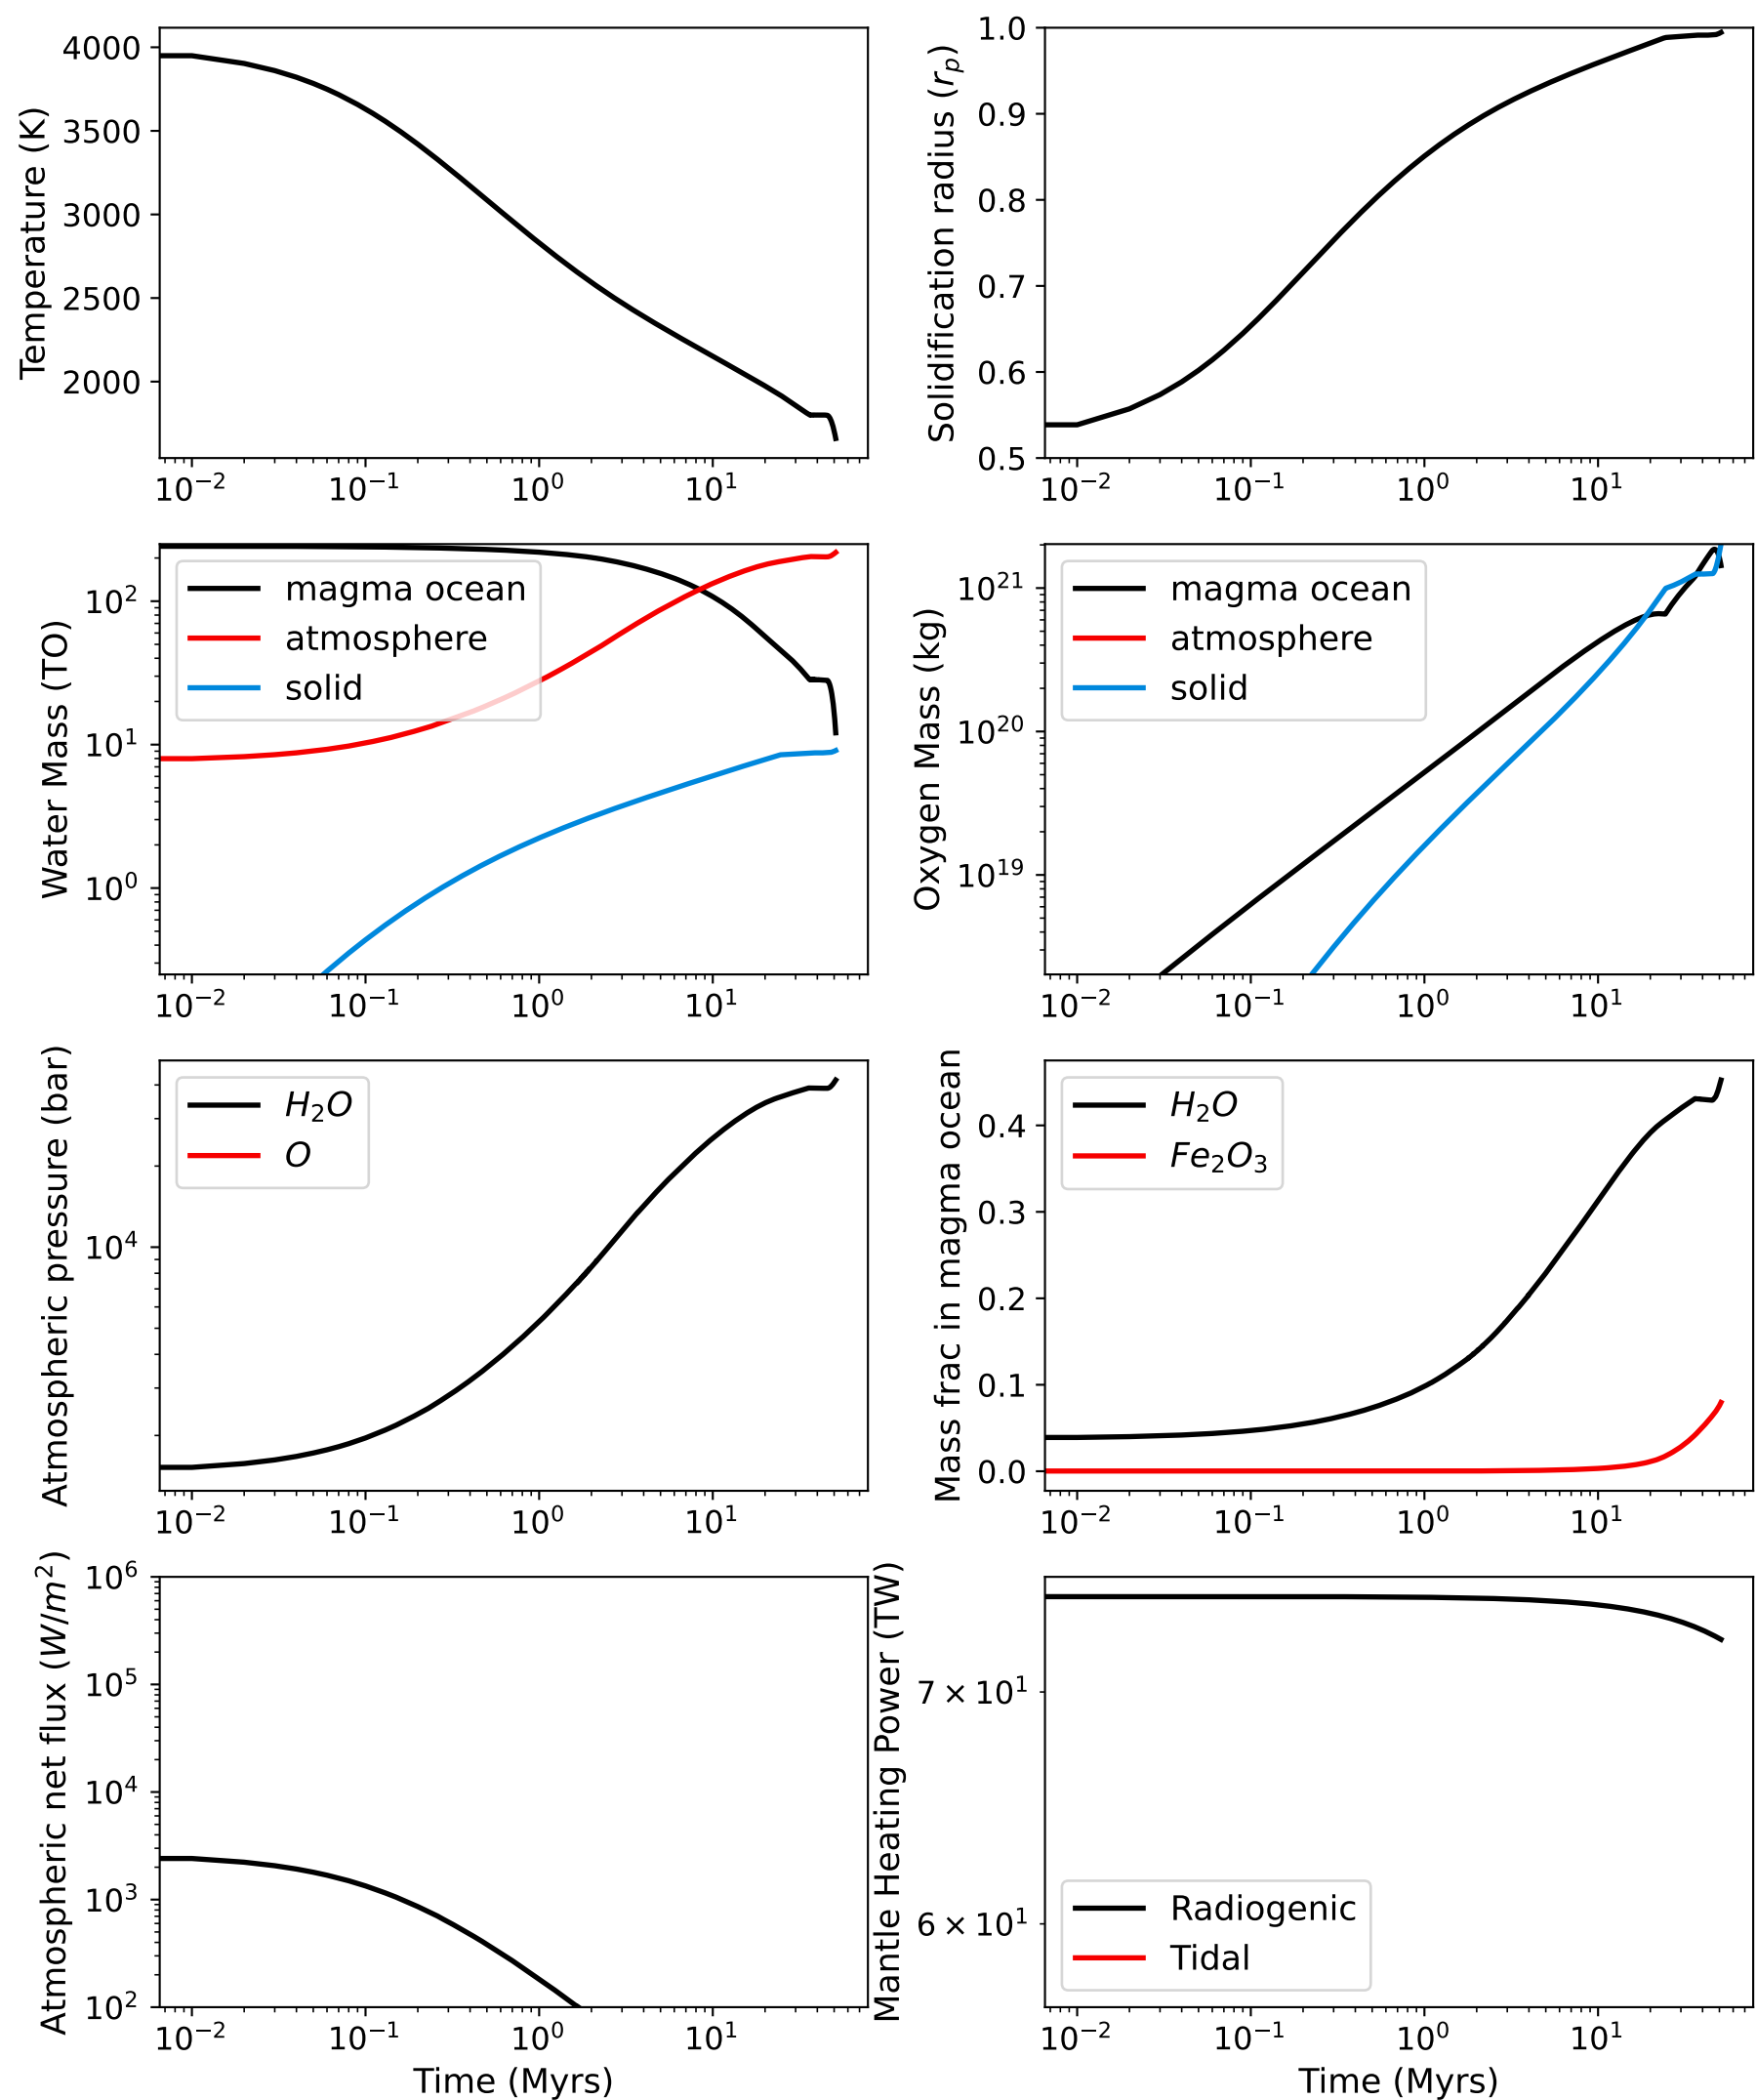 Temperature (K)
4000
3500
3000
2500
2000
10⁻² 10⁻¹ 10⁰ 10¹
Solidification radius (rₚ)
1.0
0.9
0.8
0.7
0.6
0.5
10⁻² 10⁻¹ 10⁰ 10¹
Water Mass (TO)
10²
10¹
10⁰
magma ocean
atmosphere
solid
10⁻² 10⁻¹ 10⁰ 10¹
Oxygen Mass (kg)
10²¹
10²⁰
10¹⁹
magma ocean
atmosphere
solid
10⁻² 10⁻¹ 10⁰ 10¹
Atmospheric pressure (bar)
10⁴
H₂O
O
10⁻² 10⁻¹ 10⁰ 10¹
Mass frac in magma ocean
0.4
0.3
0.2
0.1
0.0
H₂O
Fe₂O₃
10⁻² 10⁻¹ 10⁰ 10¹
Atmospheric net flux (W/m²)
10⁶
10⁵
10⁴
10³
10²
10⁻² 10⁻¹ 10⁰ 10¹
Time (Myrs)
Mantle Heating Power (TW)
7 × 10¹
6 × 10¹
Radiogenic
Tidal
10⁻² 10⁻¹ 10⁰ 10¹
Time (Myrs)